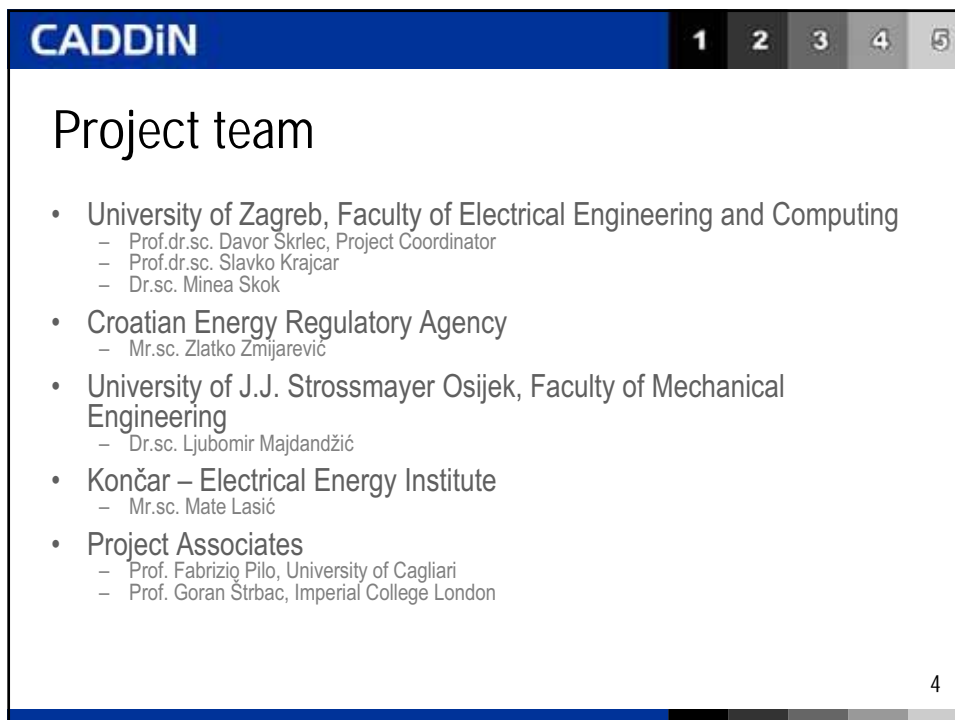 CADDiN
1 2 3 4 5
Project team
• University of Zagreb, Faculty of Electrical Engineering and Computing
– Prof.dr.sc. Davor Škrlec, Project Coordinator
– Prof.dr.sc. Slavko Krajcar
– Dr.sc. Minea Skok
• Croatian Energy Regulatory Agency
– Mr.sc. Zlatko Zmijarević
• University of J.J. Strossmayer Osijek, Faculty of Mechanical
Engineering
– Dr.sc. Ljubomir Majdandžić
• Končar – Electrical Energy Institute
– Mr.sc. Mate Lasić
• Project Associates
– Prof. Fabrizio Pilo, University of Cagliari
– Prof. Goran Štrbac, Imperial College London
4